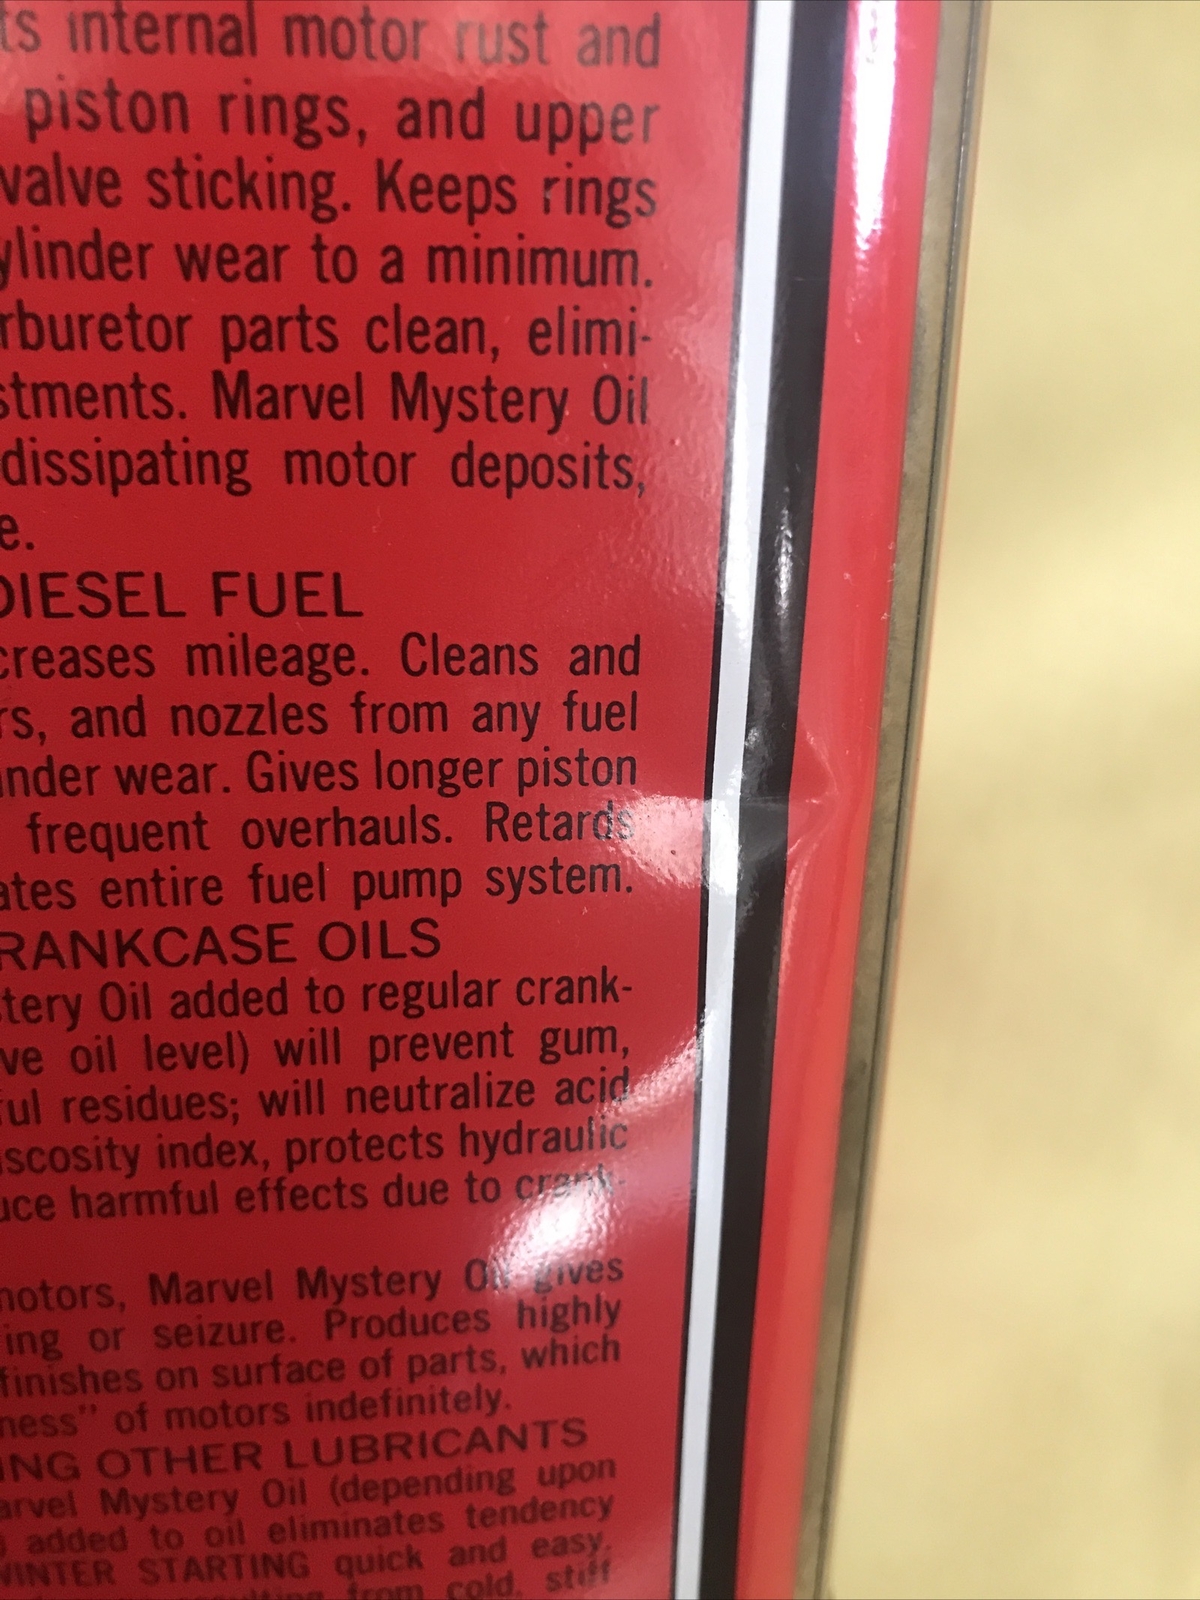 ts internal motor rust and
piston rings, and upper
valve sticking. Keeps rings
ylinder wear to a minimum.
rburetor parts clean, elimi-
stments. Marvel Mystery Oil
dissipating motor deposits,
e.
DIESEL FUEL
creases mileage. Cleans and
rs, and nozzles from any fuel
inder wear. Gives longer piston
frequent overhauls. Retards
ates entire fuel pump system.
RANKCASE OILS
stery Oil added to regular crank-
ve oil level) will prevent gum,
ful residues; will neutralize acid
iscosity index, protects hydraulic
uce harmful effects due to crank-
motors, Marvel Mystery Oil gives
ing or seizure. Produces highly
finishes on surface of parts, which
ness" of motors indefinitely.
ING OTHER LUBRICANTS
arvel Mystery Oil (depending upon
added to oil eliminates tendency
WINTER STARTING quick and easy.
from cold, stiff